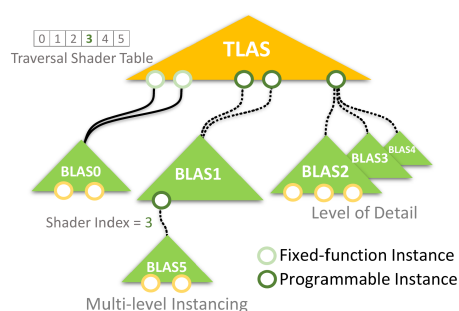 0 1 2 3 4 5
Traversal Shader Table
TLAS
BLAS0
BLAS1
BLAS2
BLAS3
BLAS4
Shader Index = 3
Level of Detail
BLAS5
Fixed-function Instance
Programmable Instance
Multi-level Instancing